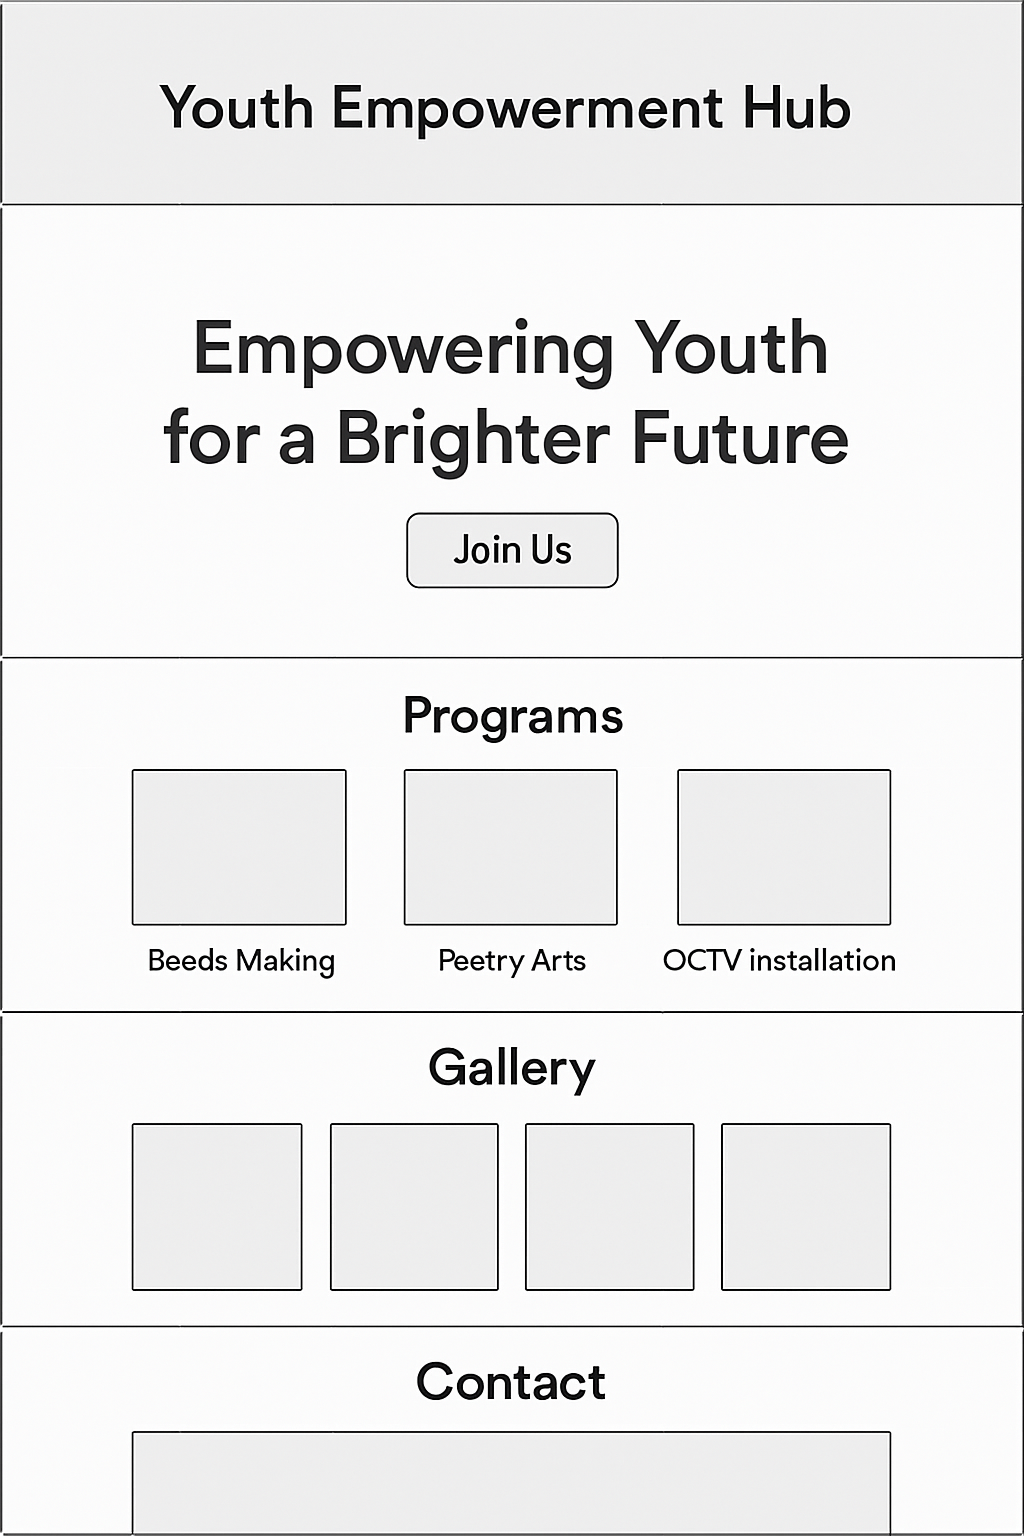 Youth Empowerment Hub
Empowering Youth
for a Brighter Future
Join Us
Programs
Beeds Making
Peetry Arts
OCTV installation
Gallery
Contact